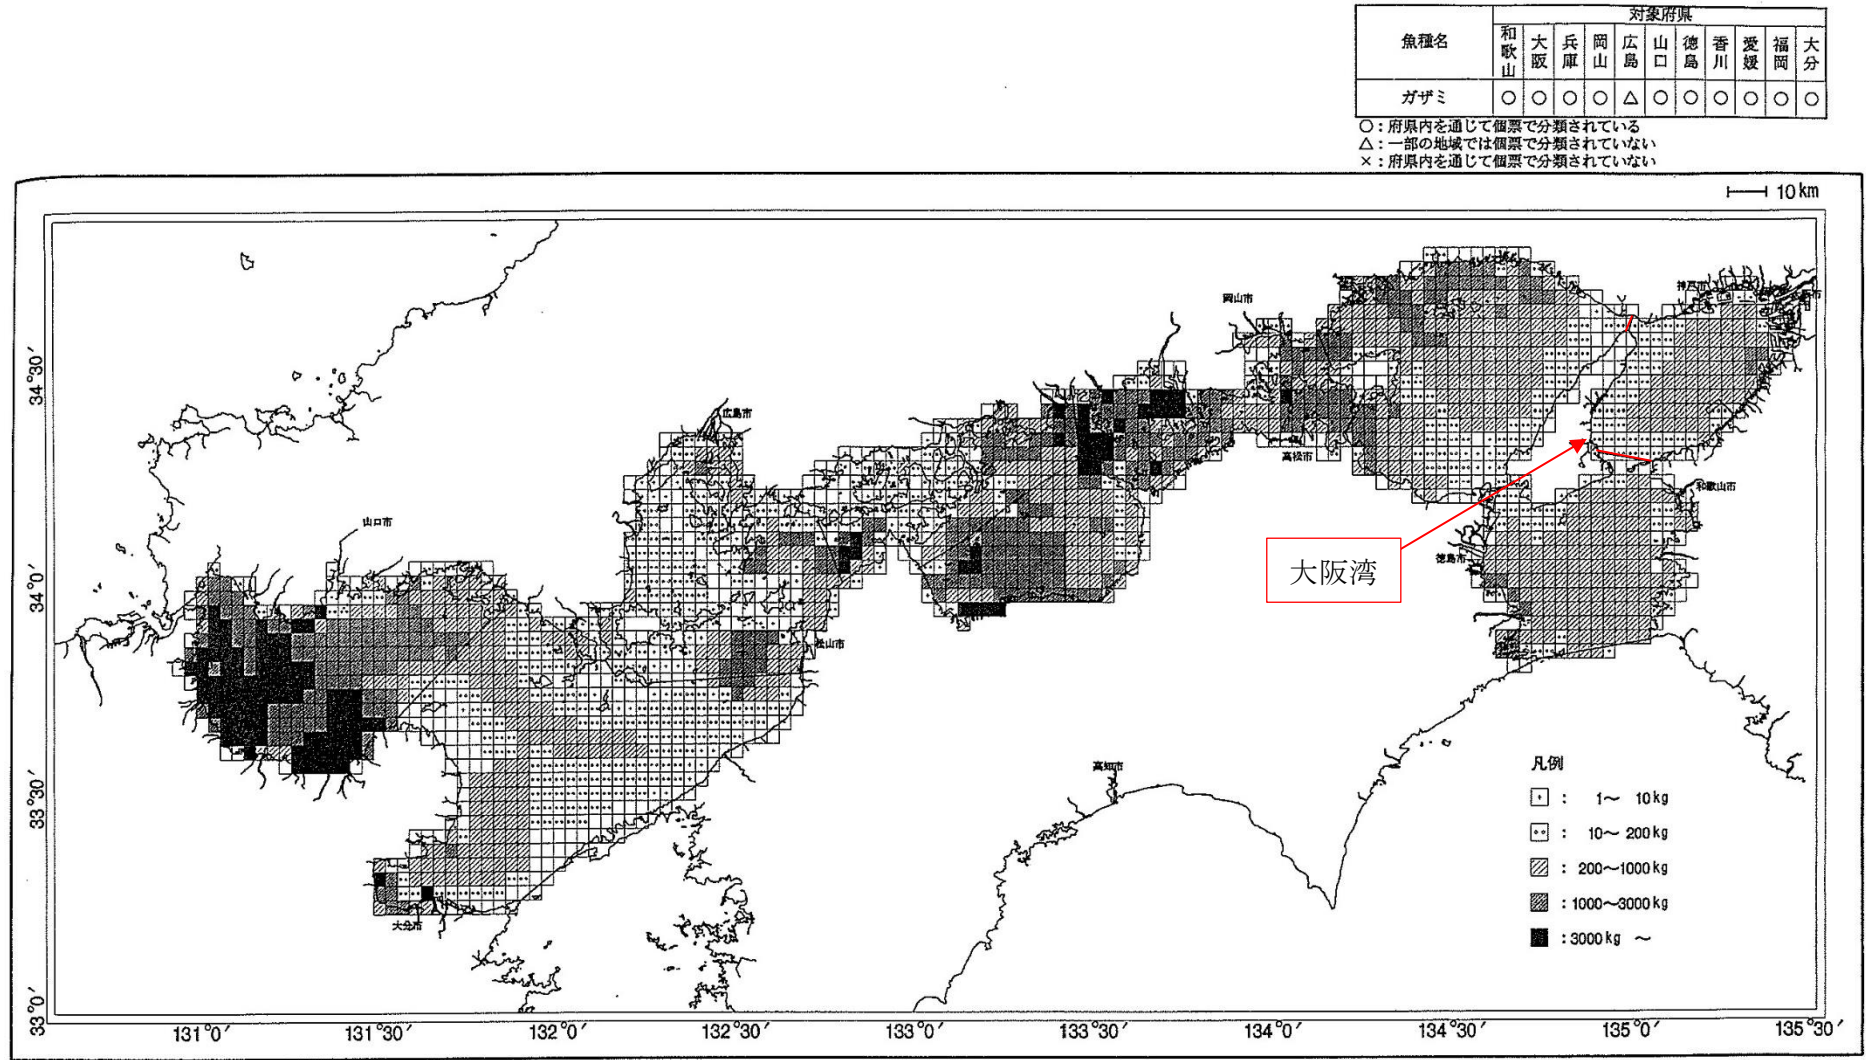 対象府県
魚種名 和歌山 大阪 兵庫 岡山 広島 山口 徳島 香川 愛媛 福岡 大分
ガザミ ○ ○ ○ ○ △ ○ ○ ○ ○ ○ ○
○：府県内を通じて個票で分類されている
△：一部の地域では個票で分類されていない
×：府県内を通じて個票で分類されていない
10km
岡山市
神戸市
広島市
高松市
和歌山市
山口市
徳島市
大阪湾
松山市
高知市
大分市
凡例
： 1～ 10kg
： 10～ 200kg
： 200～1000kg
：1000～3000kg
：3000kg ～
34°30′
34°0′
33°30′
33°0′
131°0′ 131°30′ 132°0′ 132°30′ 133°0′ 133°30′ 134°0′ 134°30′ 135°0′ 135°30′